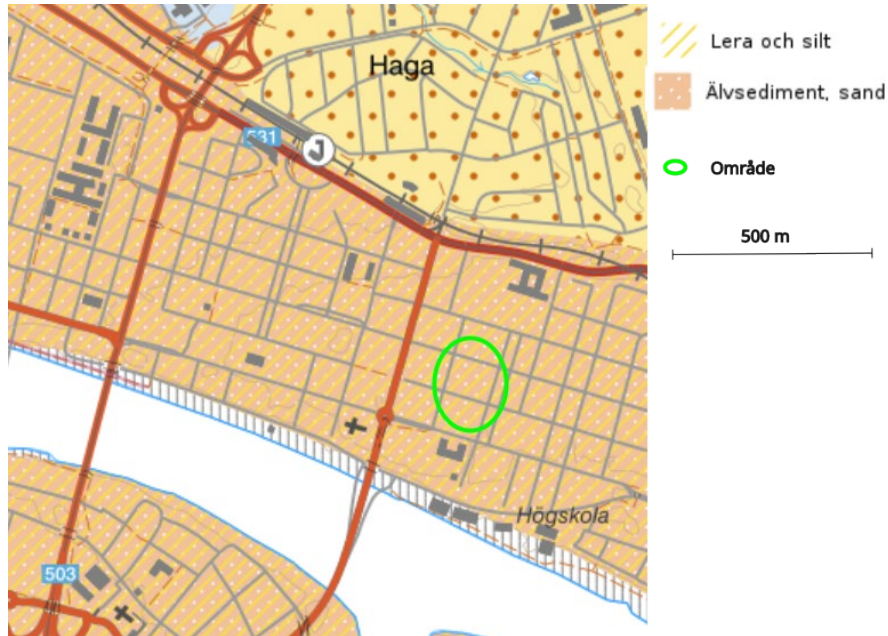 Haga
531
J
Högskola
503
Lera och silt
Älvsediment, sand
Område
500 m